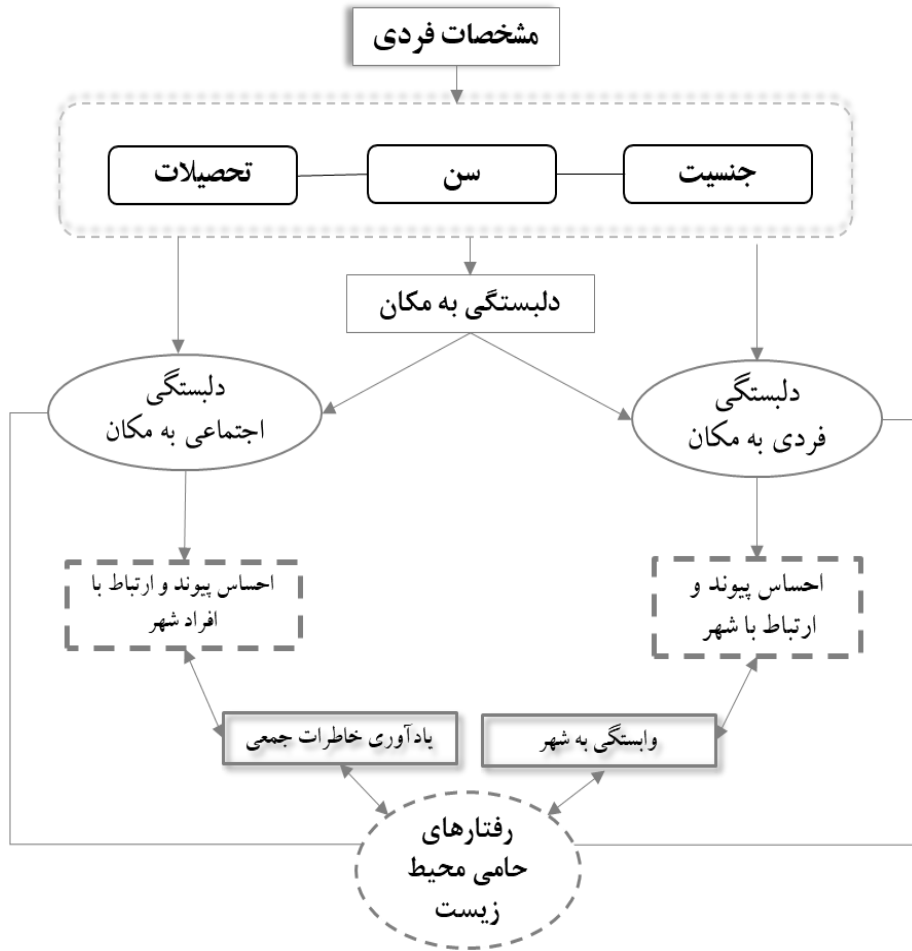 مشخصات فردی
جنسیت
سن
تحصیلات
دلبستگی به مکان
دلبستگی
فردی به مکان
دلبستگی
اجتماعی به مکان
احساس پیوند و
ارتباط با شهر
احساس پیوند و ارتباط با
افراد شهر
وابستگی به شهر
یادآوری خاطرات جمعی
رفتارهای
حامی محیط
زیست